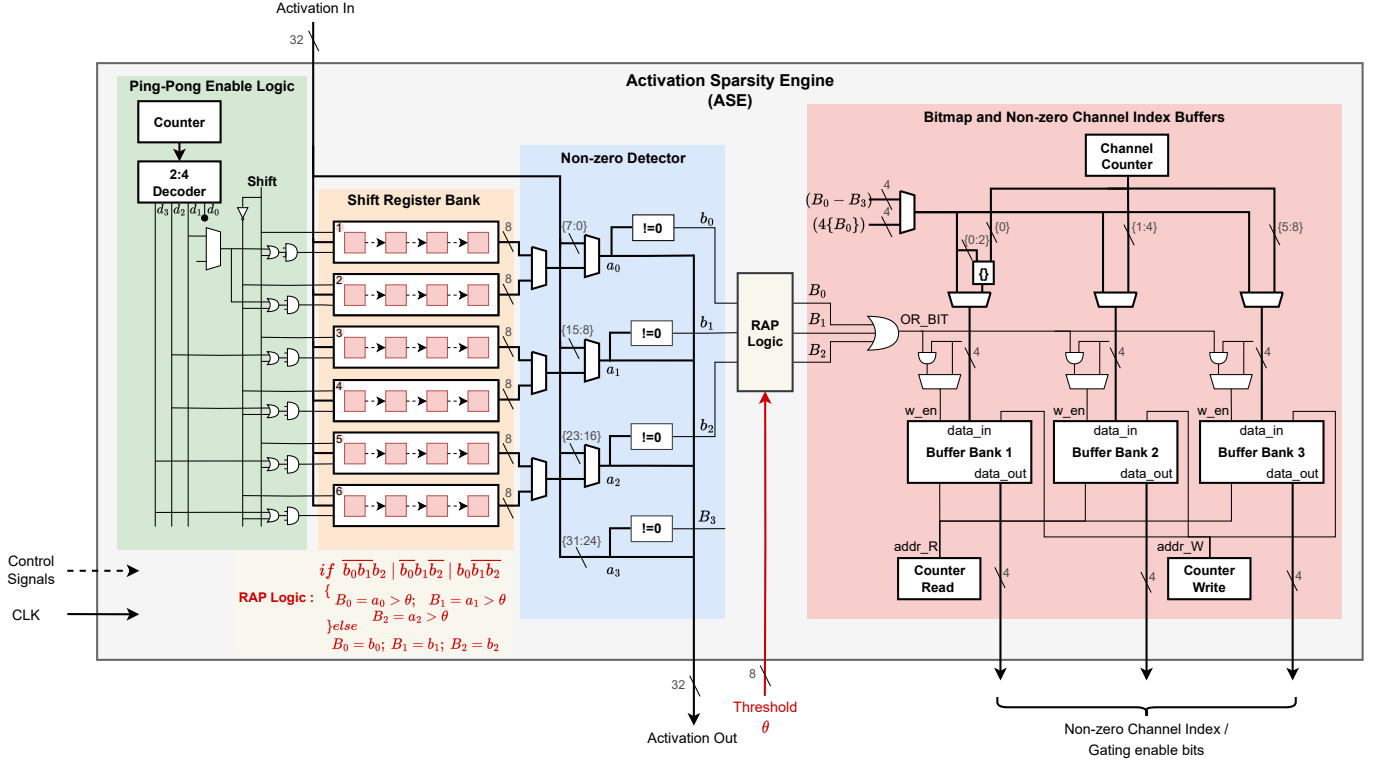 Activation In
32
Activation Sparsity Engine
(ASE)
Ping-Pong Enable Logic
Counter
2:4
Decoder
d₃ d₂ d₁ d₀
Shift
Shift Register Bank
1
8
2
8
3
8
4
8
5
8
6
8
Non-zero Detector
{7:0}
a₀
!=0
b₀
{15:8}
a₁
!=0
b₁
{23:16}
a₂
!=0
b₂
{31:24}
a₃
!=0
B₃
RAP
Logic
B₀
B₁
B₂
OR_BIT
Bitmap and Non-zero Channel Index Buffers
Channel
Counter
(B₀ − B₃)
4
(4{B₀})
4
{0:2}
{0}
{1:4}
{5:8}
{}
4
4
4
w_en
w_en
w_en
data_in
Buffer Bank 1
data_out
data_in
Buffer Bank 2
data_out
data_in
Buffer Bank 3
data_out
addr_R
Counter
Read
addr_W
Counter
Write
4
4
4
Control
Signals
CLK
RAP Logic :
if b̅₀b̅₁b₂ | b̅₀b₁b̅₂ | b₀b̅₁b̅₂
{
B₀ = a₀ > θ; B₁ = a₁ > θ
B₂ = a₂ > θ
}else
B₀ = b₀; B₁ = b₁; B₂ = b₂
32
Activation Out
8
Threshold
θ
Non-zero Channel Index /
Gating enable bits